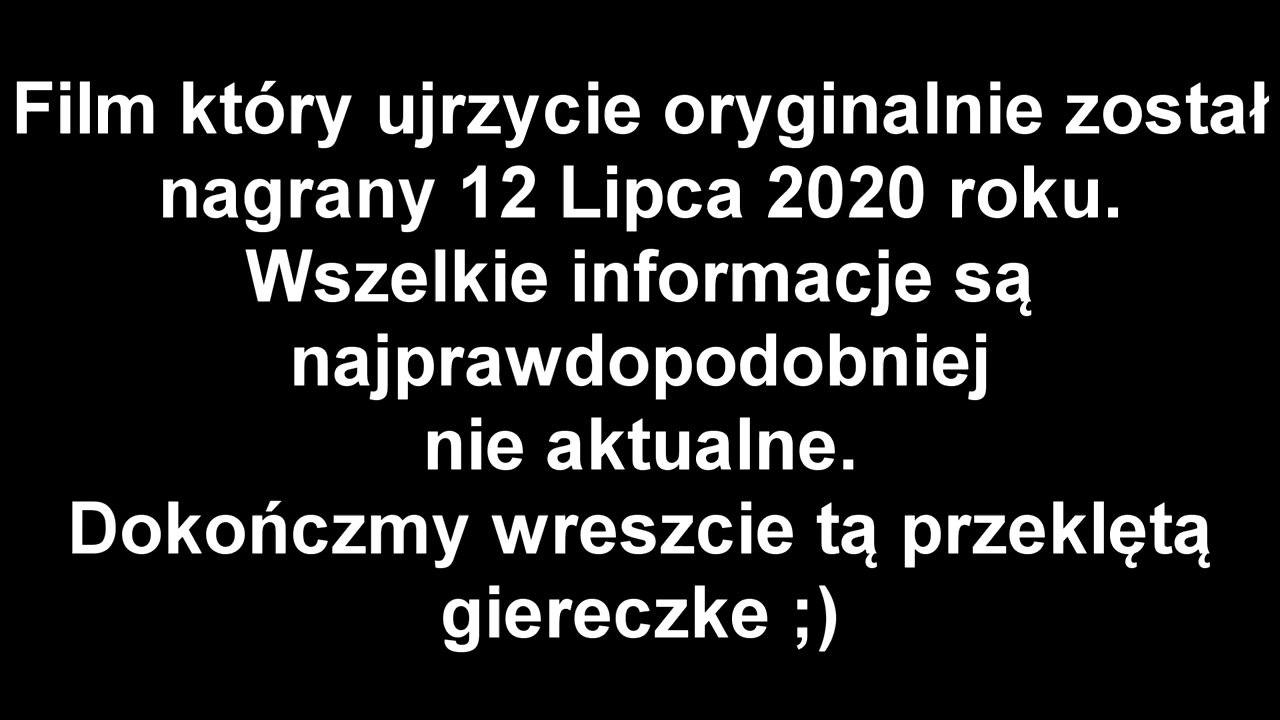 Film który ujrzycie oryginalnie został
nagrany 12 Lipca 2020 roku.
Wszelkie informacje są
najprawdopodobniej
nie aktualne.
Dokończmy wreszcie tą przeklętą
giereczke ;)